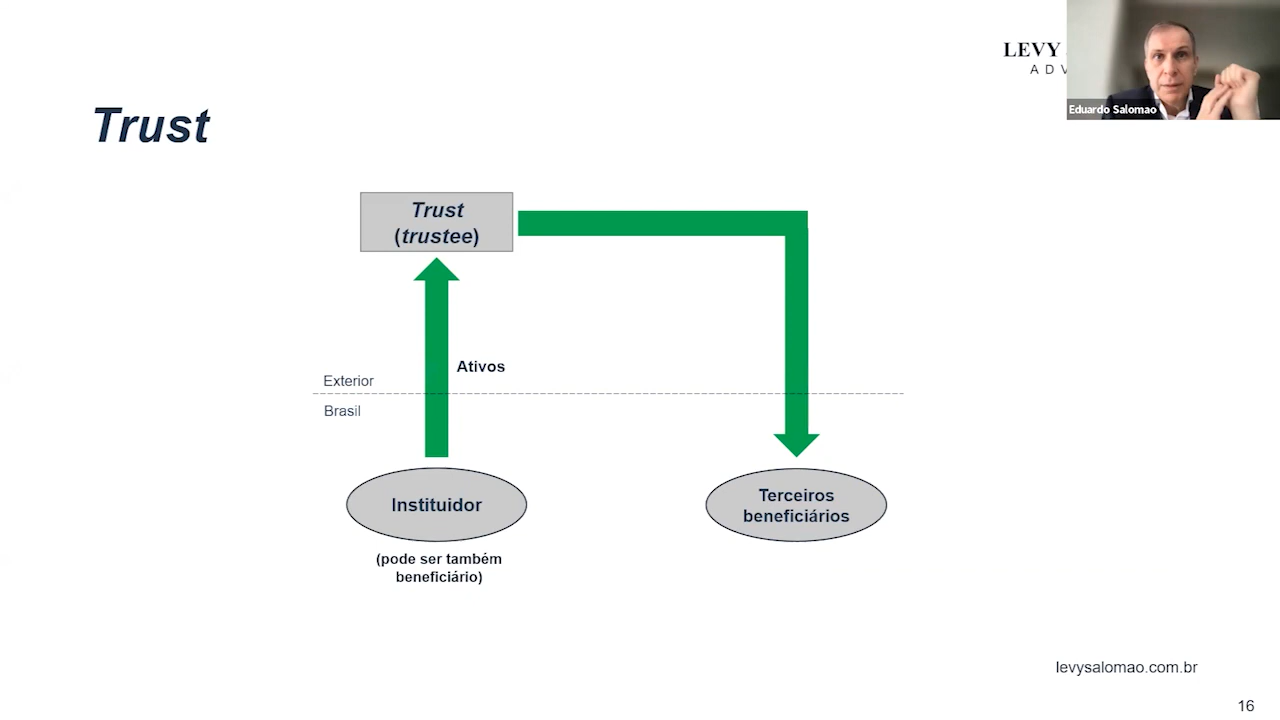 LEVY
ADV
Eduardo Salomao
Trust
Trust
(trustee)
Ativos
Exterior
Brasil
Instituidor
Terceiros
beneficiários
(pode ser também
beneficiário)
levysalomao.com.br
16